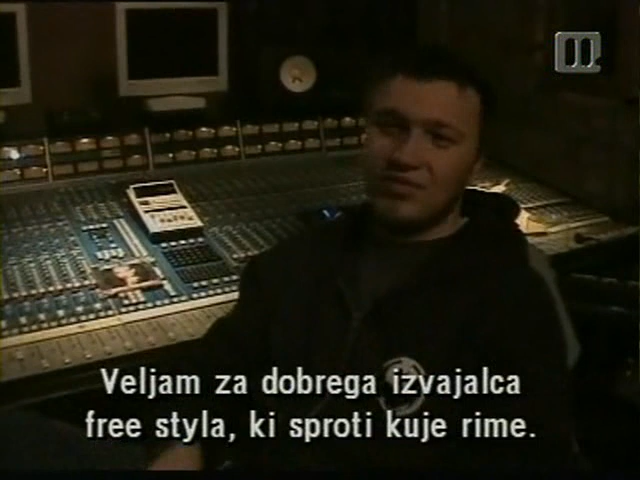 Veljam za dobrega izvajalca
free styla, ki sproti kuje rime.